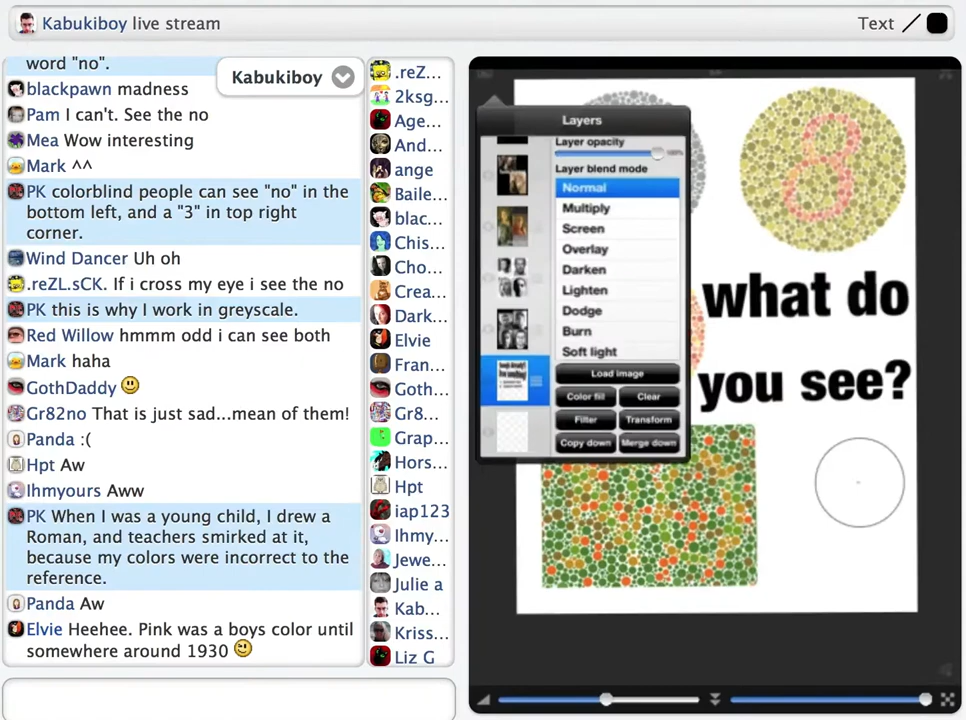 Kabukiboy live stream
Text
word "no".
Kabukiboy
blackpawn madness
Pam I can't. See the no
Mea Wow interesting
Mark ^^
PK colorblind people can see "no" in the
bottom left, and a "3" in top right
corner.
Wind Dancer Uh oh
.reZL.sCK. If i cross my eye i see the no
PK this is why I work in greyscale.
Red Willow hmmm odd i can see both
Mark haha
GothDaddy
Gr82no That is just sad...mean of them!
Panda :(
Hpt Aw
Ihmyours Aww
PK When I was a young child, I drew a
Roman, and teachers smirked at it,
because my colors were incorrect to the
reference.
Panda Aw
Elvie Heehee. Pink was a boys color until
somewhere around 1930
.reZ...
2ksg...
Age...
And...
ange
Baile...
blac...
Chis...
Cho...
Crea...
Dark...
Elvie
Fran...
Goth...
Gr8...
Grap...
Hors...
Hpt
iap123
Ihmy...
Jewe...
Julie a
Kab...
Kriss...
Liz G
Layers
Layer opacity
Layer blend mode
Normal
Multiply
Screen
Overlay
Darken
Lighten
Dodge
Burn
Soft light
Load image
Color fill
Clear
Filter
Transform
Copy down
Merge down
8
what do
you see?